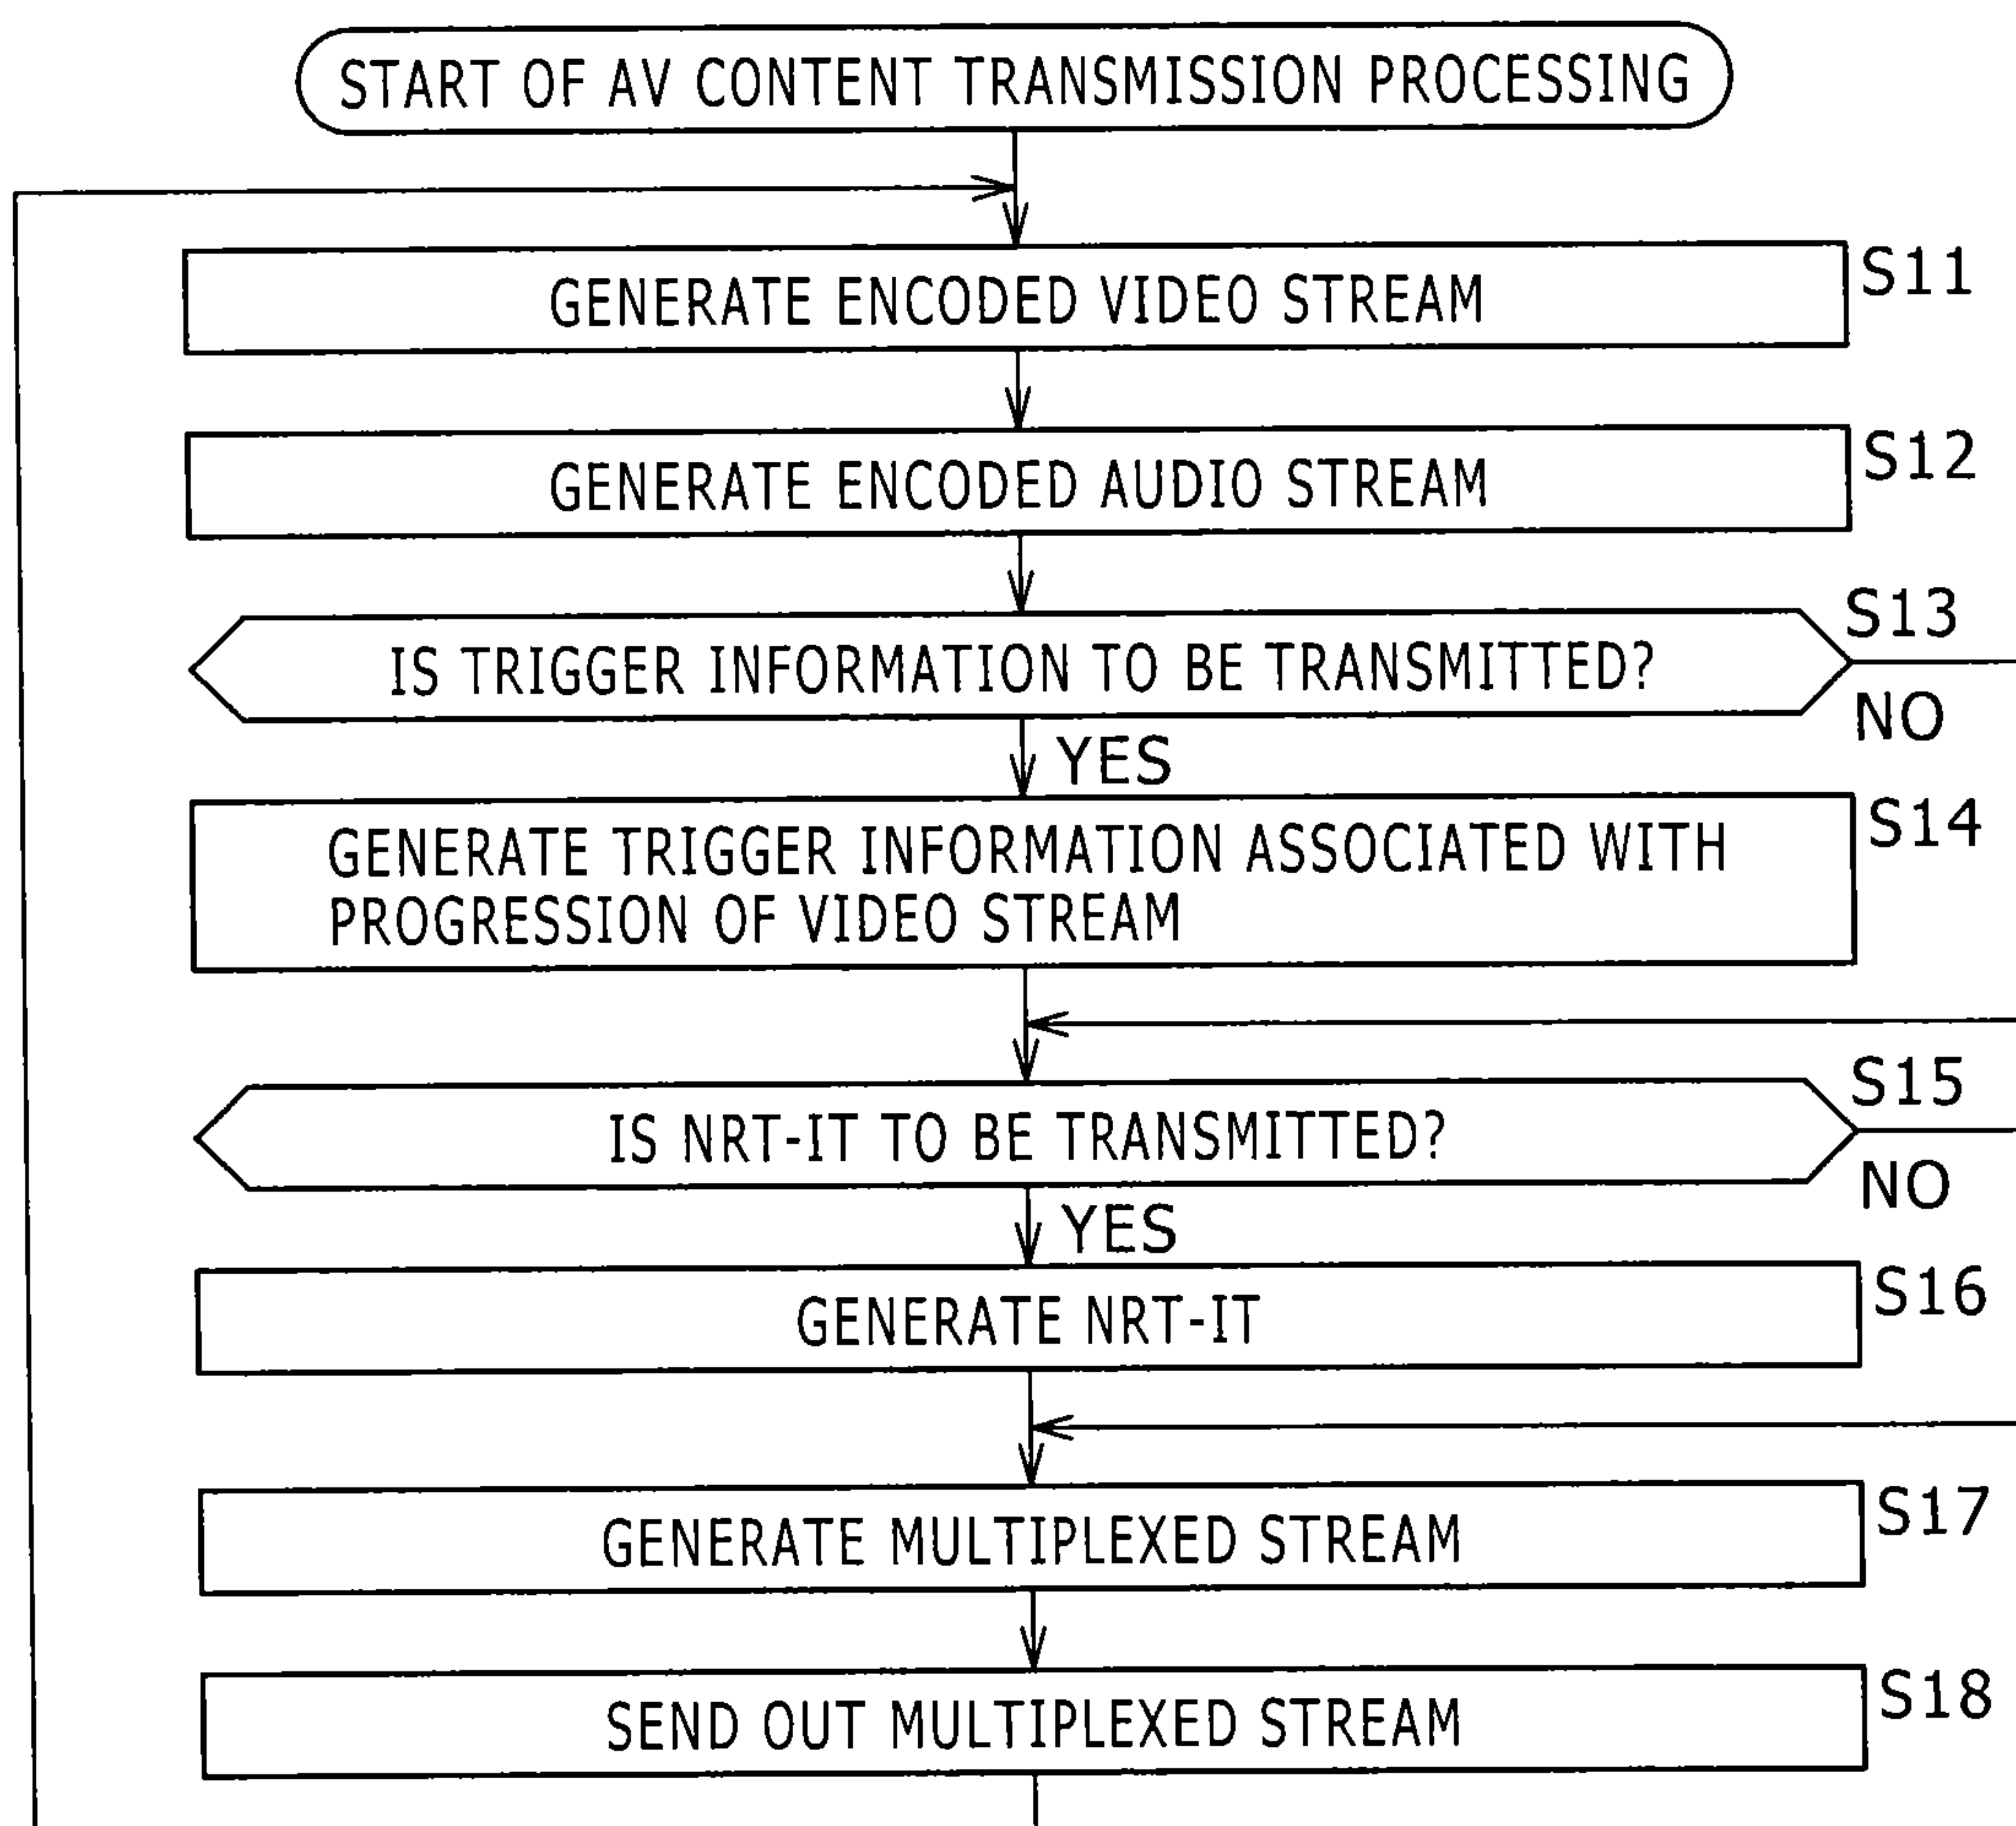 START OF AV CONTENT TRANSMISSION PROCESSING
GENERATE ENCODED VIDEO STREAM
S11
GENERATE ENCODED AUDIO STREAM
S12
IS TRIGGER INFORMATION TO BE TRANSMITTED?
S13
NO
YES
GENERATE TRIGGER INFORMATION ASSOCIATED WITH
PROGRESSION OF VIDEO STREAM
S14
IS NRT-IT TO BE TRANSMITTED?
S15
NO
YES
GENERATE NRT-IT
S16
GENERATE MULTIPLEXED STREAM
S17
SEND OUT MULTIPLEXED STREAM
S18